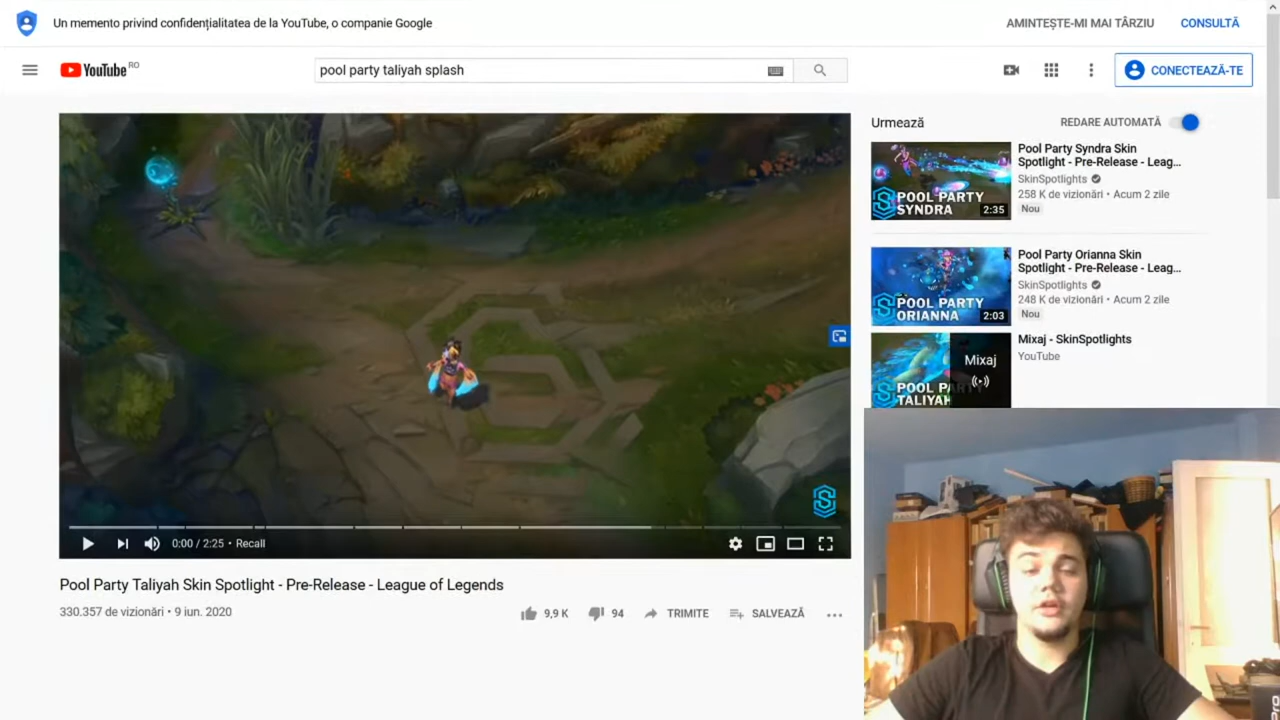 Un memento privind confidențialitatea de la YouTube, o companie Google
AMINTEȘTE-MI MAI TÂRZIU
CONSULTĂ
YouTube RO
pool party taliyah splash
CONECTEAZĂ-TE
Urmează
REDARE AUTOMATĂ
POOL PARTY
SYNDRA
2:35
Pool Party Syndra Skin
Spotlight - Pre-Release - Leag...
SkinSpotlights
258 K de vizionări • Acum 2 zile
Nou
POOL PARTY
ORIANNA
2:03
Pool Party Orianna Skin
Spotlight - Pre-Release - Leag...
SkinSpotlights
248 K de vizionări • Acum 2 zile
Nou
POOL PA
TALIYAH
Mixaj
Mixaj - SkinSpotlights
YouTube
0:00 / 2:25 • Recall
Pool Party Taliyah Skin Spotlight - Pre-Release - League of Legends
330.357 de vizionări • 9 iun. 2020
9,9 K
94
TRIMITE
SALVEAZĂ